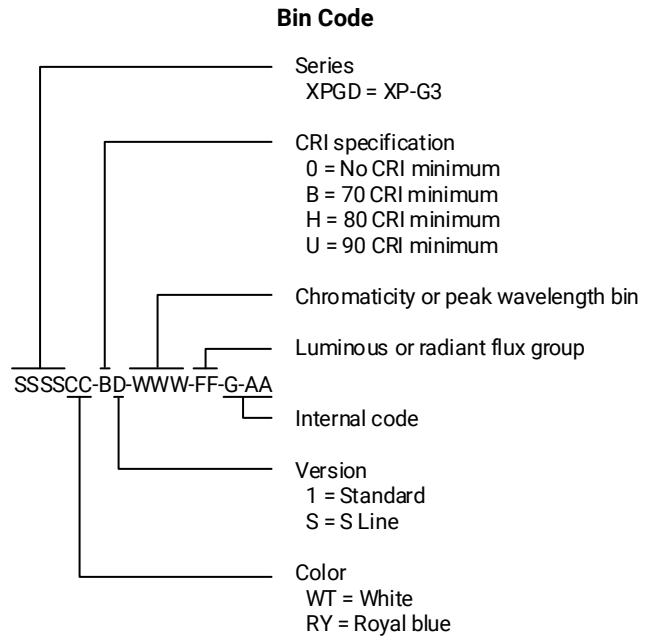 Bin Code
Series
XPGD = XP-G3
CRI specification
0 = No CRI minimum
B = 70 CRI minimum
H = 80 CRI minimum
U = 90 CRI minimum
Chromaticity or peak wavelength bin
Luminous or radiant flux group
SSSSCC-BD-WWW-FF-G-AA
Internal code
Version
1 = Standard
S = S Line
Color
WT = White
RY = Royal blue